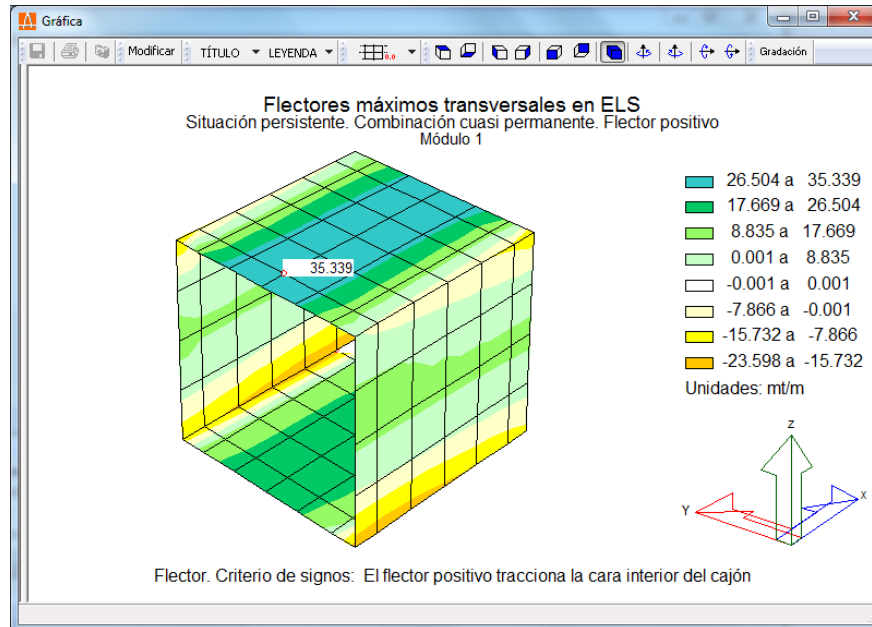 Gráfica
Modificar TÍTULO LEYENDA 0.0 Gradación
Flectores máximos transversales en ELS
Situación persistente. Combinación cuasi permanente. Flector positivo
Módulo 1
26.504 a 35.339
17.669 a 26.504
8.835 a 17.669
0.001 a 8.835
-0.001 a 0.001
-7.866 a -0.001
-15.732 a -7.866
-23.598 a -15.732
Unidades: mt/m
35.339
Z
Y
X
Flector. Criterio de signos: El flector positivo tracciona la cara interior del cajón